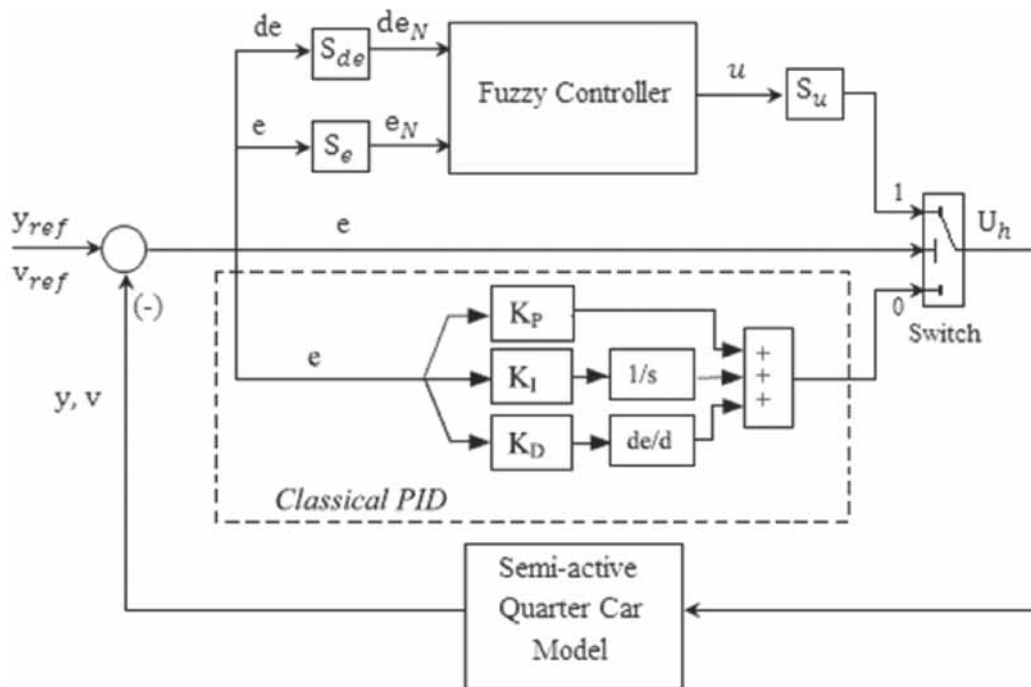 de
S_de
de_N
Fuzzy Controller
u
S_u
e
S_e
e_N
1
y_ref
e
U_h
v_ref
(-)
0
K_P
Switch
+
e
K_I
1/s
+
y, v
+
K_D
de/d
Classical PID
Semi-active
Quarter Car
Model